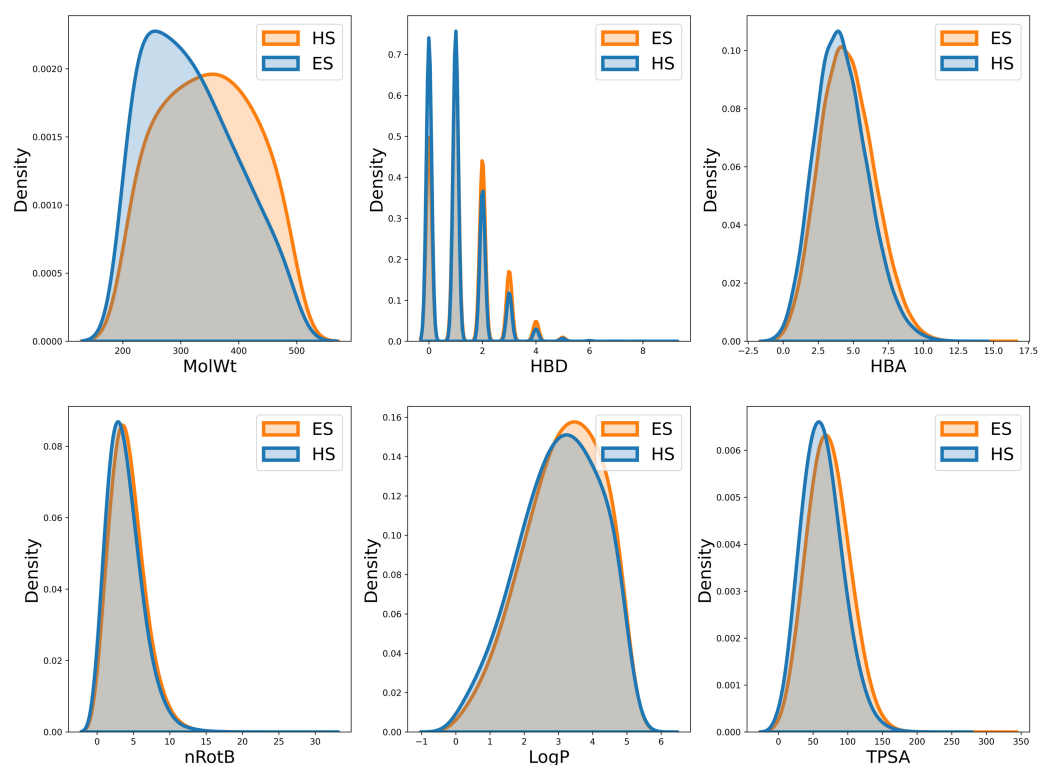 HS
ES
Density
0.0020
0.0015
0.0010
0.0005
0.0000
200 300 400 500
MolWt
ES
HS
Density
0.7
0.6
0.5
0.4
0.3
0.2
0.1
0.0
0 2 4 6 8
HBD
ES
HS
Density
0.10
0.08
0.06
0.04
0.02
0.00
−2.5 0.0 2.5 5.0 7.5 10.0 12.5 15.0 17.5
HBA
ES
HS
Density
0.08
0.06
0.04
0.02
0.00
0 5 10 15 20 25 30
nRotB
ES
HS
Density
0.16
0.14
0.12
0.10
0.08
0.06
0.04
0.02
0.00
−1 0 1 2 3 4 5 6
LogP
ES
HS
Density
0.006
0.005
0.004
0.003
0.002
0.001
0.000
0 50 100 150 200 250 300 350
TPSA